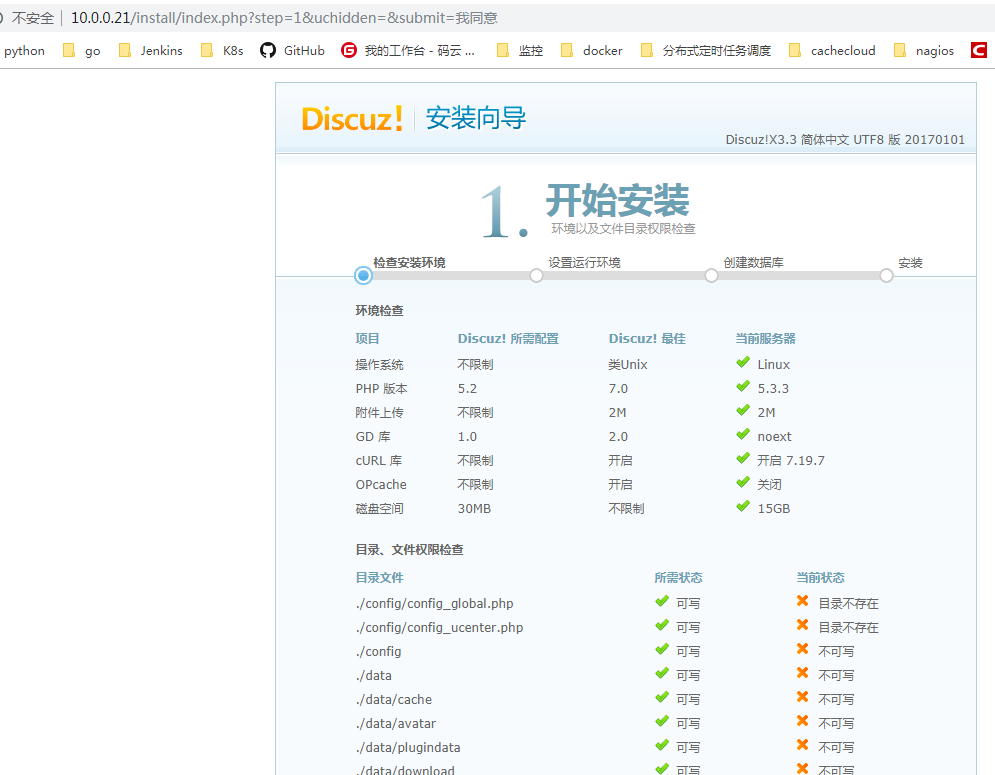 不安全 | 10.0.0.21/install/index.php?step=1&uchidden=&submit=我同意
python go Jenkins K8s GitHub 我的工作台 - 码云 ... 监控 docker 分布式定时任务调度 cachecloud nagios
Discuz! 安装向导
Discuz!X3.3 简体中文 UTF8 版 20170101
1. 开始安装
环境以及文件目录权限检查
检查安装环境 设置运行环境 创建数据库 安装
环境检查
项目 Discuz! 所需配置 Discuz! 最佳 当前服务器
操作系统 不限制 类Unix Linux
PHP 版本 5.2 7.0 5.3.3
附件上传 不限制 2M 2M
GD 库 1.0 2.0 noext
cURL 库 不限制 开启 开启 7.19.7
OPcache 不限制 开启 关闭
磁盘空间 30MB 不限制 15GB
目录、文件权限检查
目录文件 所需状态 当前状态
./config/config_global.php 可写 目录不存在
./config/config_ucenter.php 可写 目录不存在
./config 可写 不可写
./data 可写 不可写
./data/cache 可写 不可写
./data/avatar 可写 不可写
./data/plugindata 可写 不可写
./data/download 可写 不可写